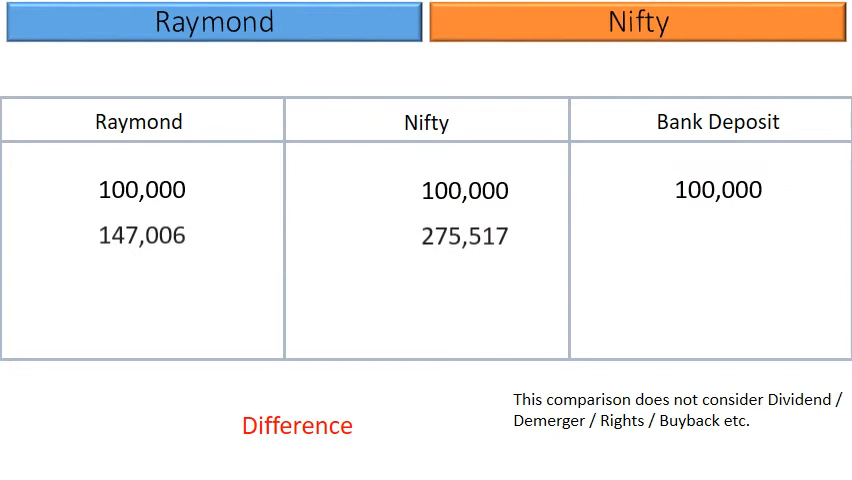 Raymond Nifty
Raymond Nifty Bank Deposit
100,000 100,000 100,000
147,006 275,517
This comparison does not consider Dividend /
Demerger / Rights / Buyback etc.
Difference